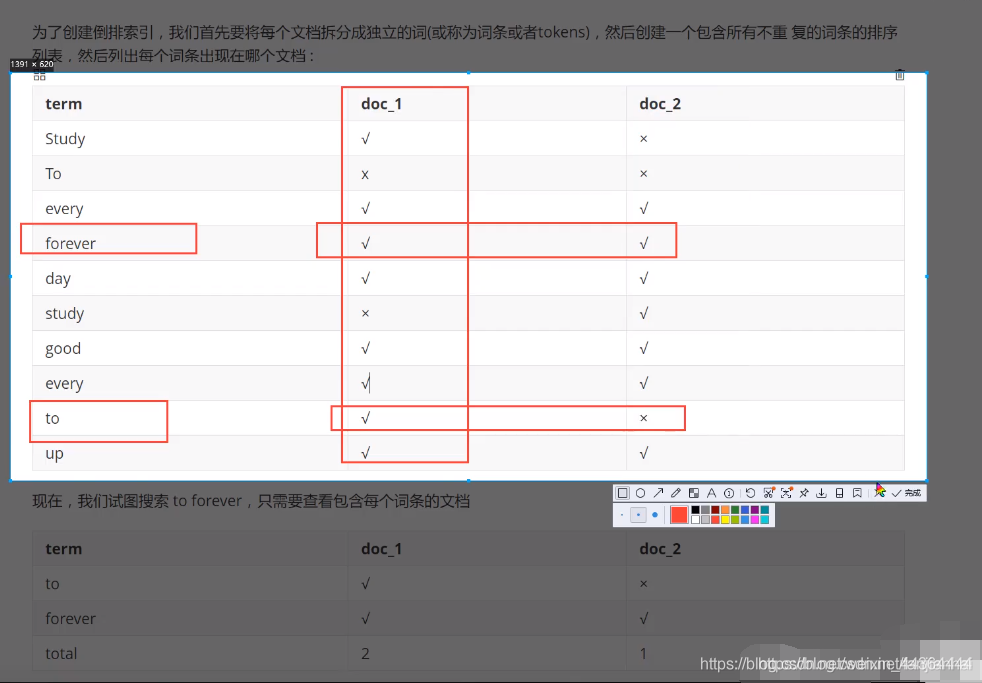 为了创建倒排索引，我们首先要将每个文档拆分成独立的词(或称为词条或者tokens)，然后创建一个包含所有不重 复的词条的排序
列表，然后列出每个词条出现在哪个文档：
1391 × 620
term doc_1 doc_2
Study √ ×
To x ×
every √ √
forever √ √
day √ √
study × √
good √ √
every √ √
to √ ×
up √ √
完成
现在，我们试图搜索 to forever，只需要查看包含每个词条的文档
term doc_1 doc_2
to √ ×
forever √ √
total 2 1